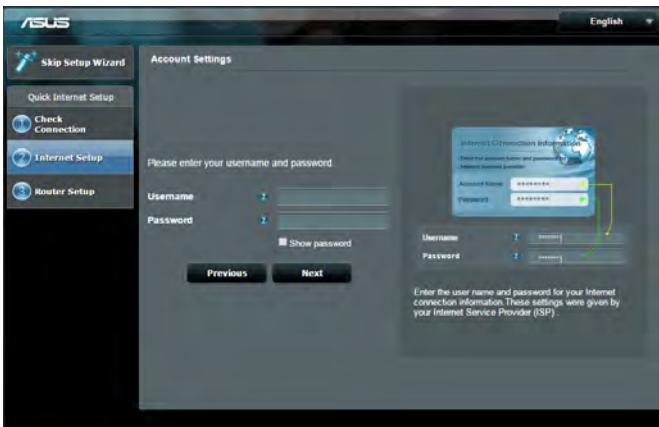 ASUS
English
Skip Setup Wizard
Quick Internet Setup
1 Check
Connection
2 Internet Setup
3 Router Setup
Account Settings
Please enter your username and password.
Username ?
Password ?
Show password
Previous
Next
Internet Connection Information
Account Name ********
Password ********
Username ?
Password ?
Enter the user name and password for your Internet
connection information.These settings were given by
your Internet Service Provider (ISP) .